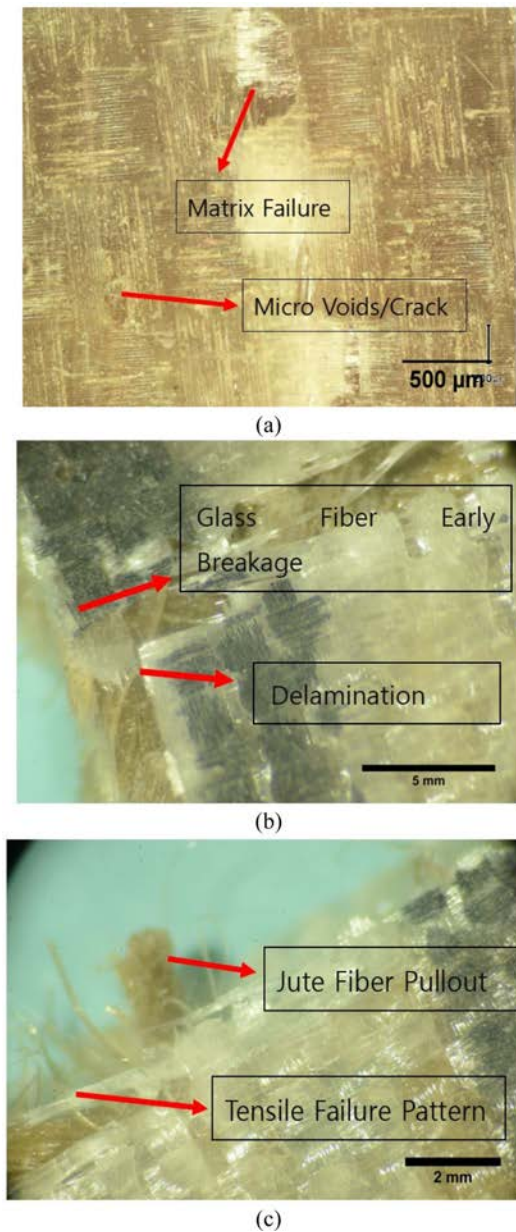 Matrix Failure
Micro Voids/Crack
500 µm
(a)
Glass Fiber Early
Breakage
Delamination
5 mm
(b)
Jute Fiber Pullout
Tensile Failure Pattern
2 mm
(c)